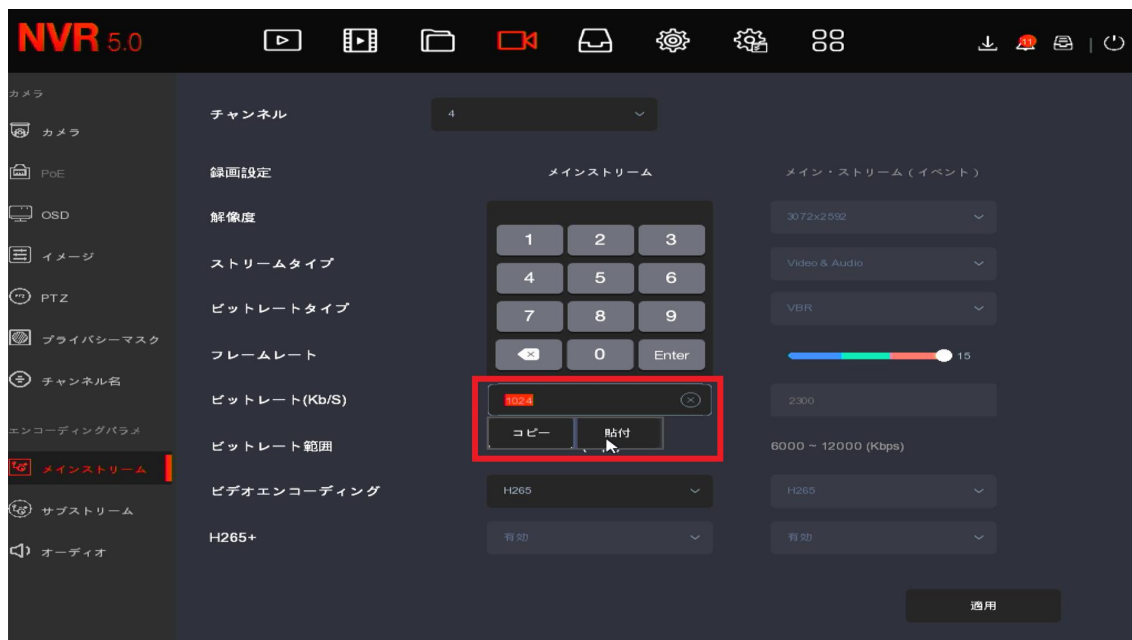 NVR 5.0
11
カメラ
チャンネル 4
カメラ
PoE
録画設定 メインストリーム メイン・ストリーム(イベント)
OSD
解像度 3072x2592
1 2 3
イメージ
ストリームタイプ Video & Audio
4 5 6
PTZ
ビットレートタイプ VBR
7 8 9
プライバシーマスク
フレームレート 0 Enter 15
チャンネル名
ビットレート(Kb/S) 1024 2300
エンコーディングパラメ
コピー 貼付
ビットレート範囲 6000 ~ 12000 (Kbps)
メインストリーム
ビデオエンコーディング H265 H265
サブストリーム
H265+ 有効 有効
オーディオ
適用